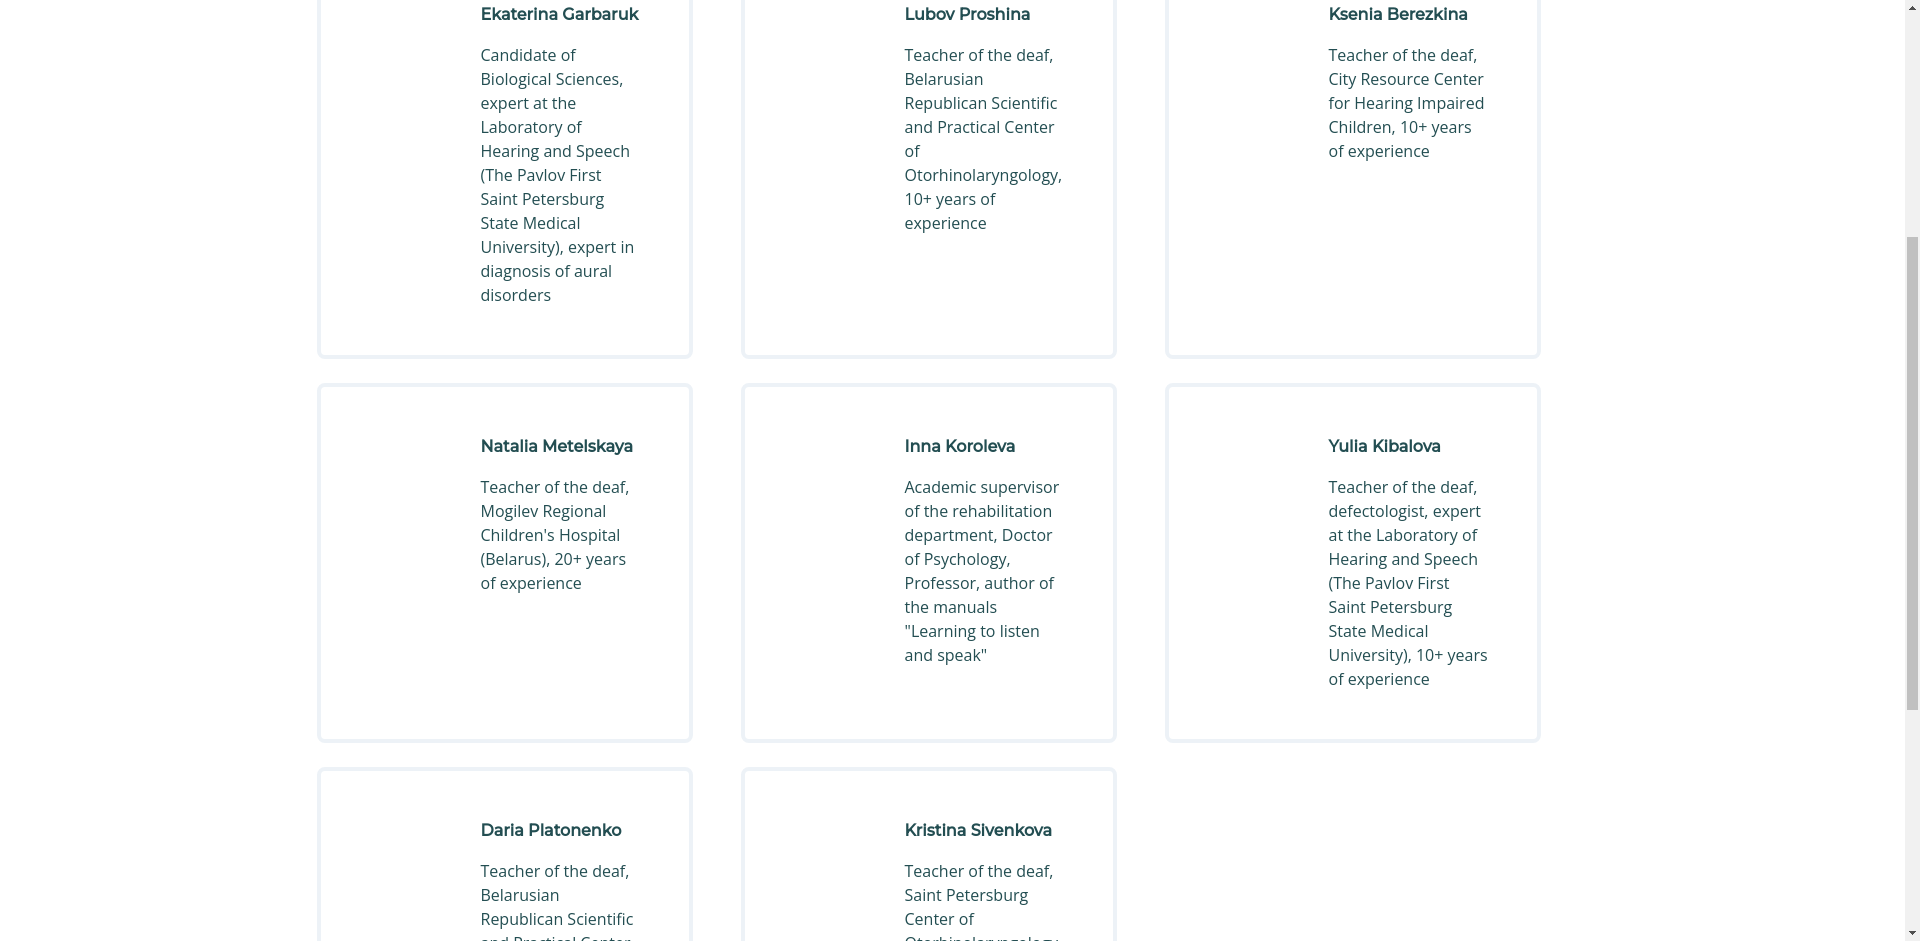 Ekaterina Garbaruk
Candidate of
Biological Sciences,
expert at the
Laboratory of
Hearing and Speech
(The Pavlov First
Saint Petersburg
State Medical
University), expert in
diagnosis of aural
disorders
Lubov Proshina
Teacher of the deaf,
Belarusian
Republican Scientific
and Practical Center
of
Otorhinolaryngology,
10+ years of
experience
Ksenia Berezkina
Teacher of the deaf,
City Resource Center
for Hearing Impaired
Children, 10+ years
of experience
Natalia Metelskaya
Teacher of the deaf,
Mogilev Regional
Children's Hospital
(Belarus), 20+ years
of experience
Inna Koroleva
Academic supervisor
of the rehabilitation
department, Doctor
of Psychology,
Professor, author of
the manuals
"Learning to listen
and speak"
Yulia Kibalova
Teacher of the deaf,
defectologist, expert
at the Laboratory of
Hearing and Speech
(The Pavlov First
Saint Petersburg
State Medical
University), 10+ years
of experience
Daria Platonenko
Teacher of the deaf,
Belarusian
Republican Scientific
and Practical Center
Kristina Sivenkova
Teacher of the deaf,
Saint Petersburg
Center of
Otorhinolaryngology